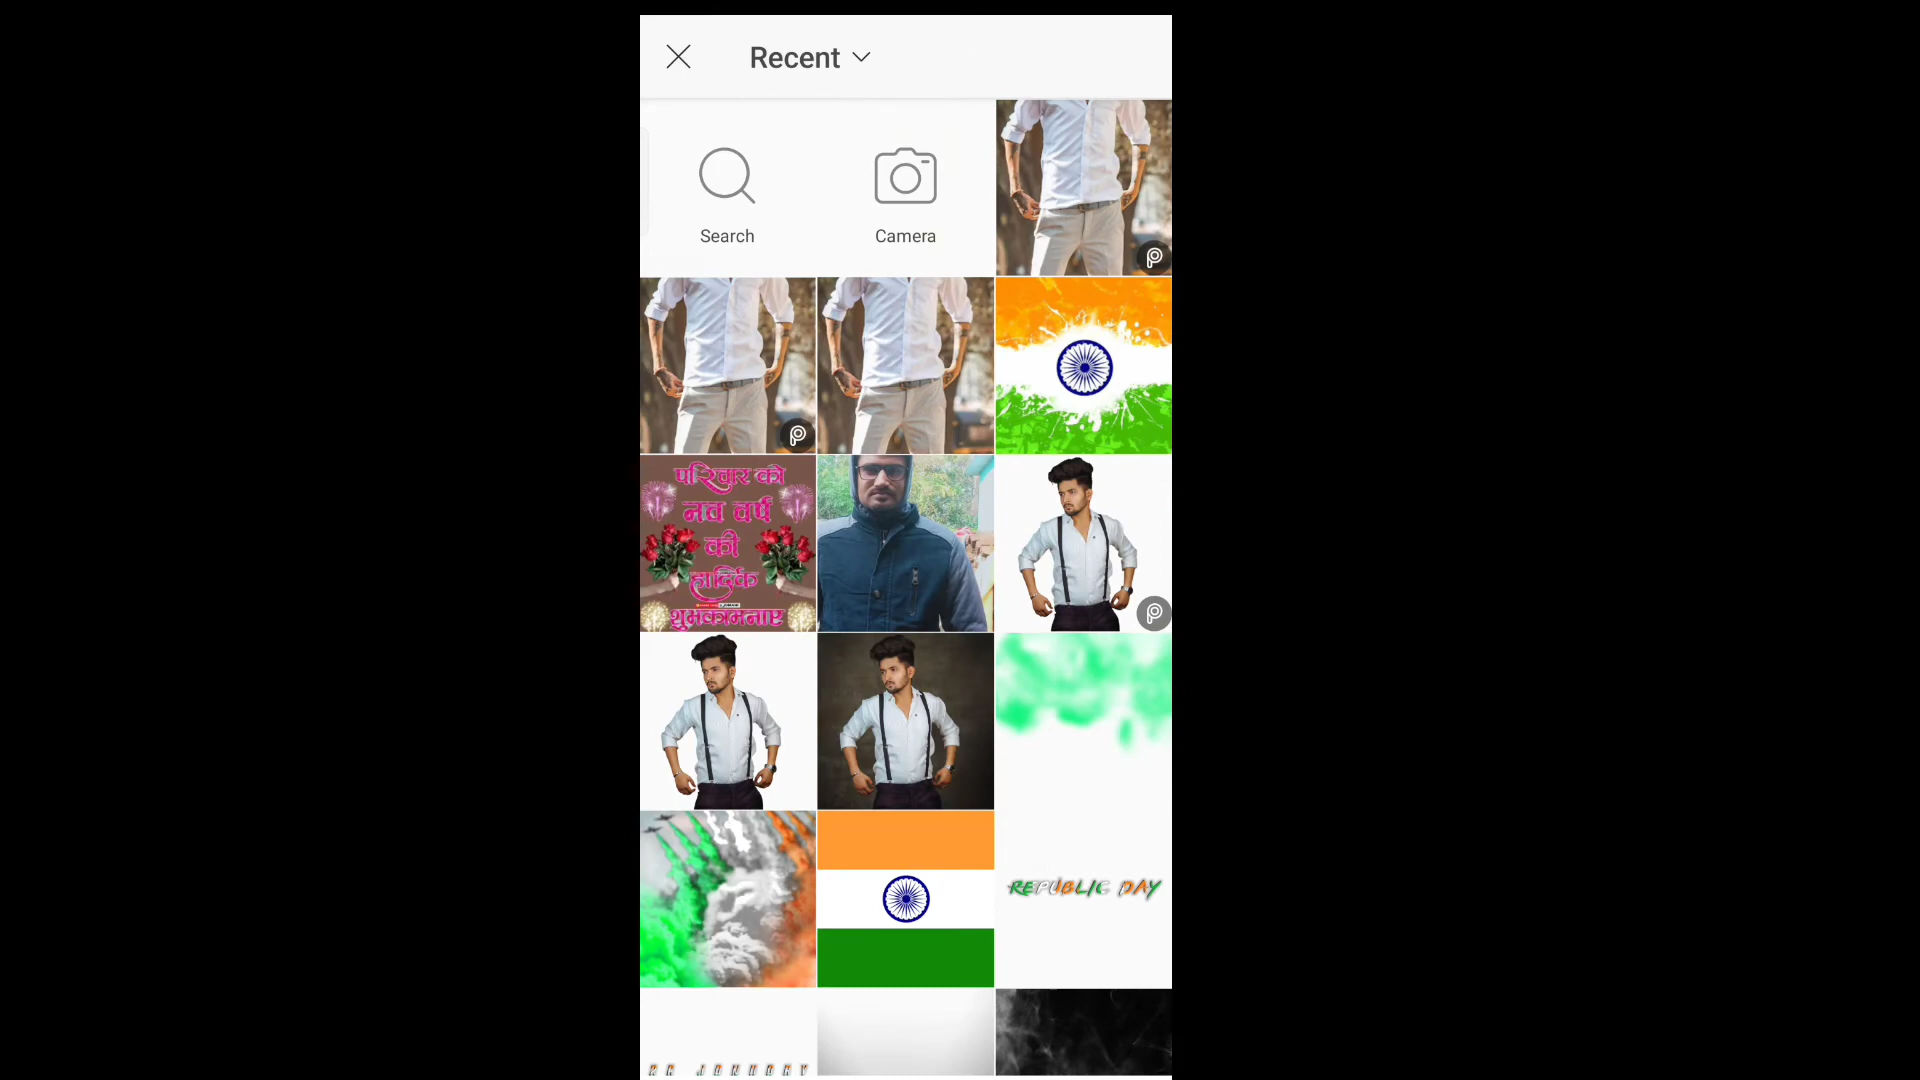 Recent
Search
Camera
परिवार को
नव वर्ष
की
हार्दिक
शुभकामनाए
REPUBLIC DAY